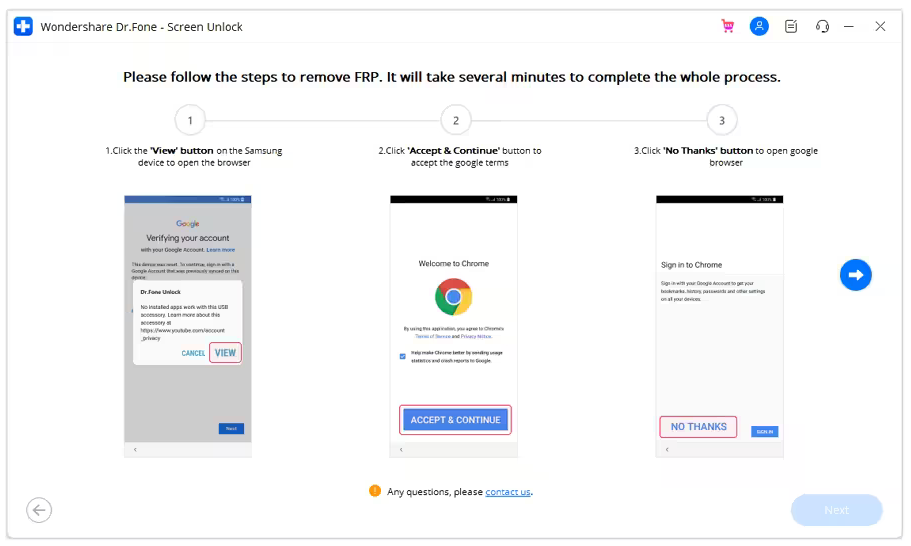 Wondershare Dr.Fone - Screen Unlock
Please follow the steps to remove FRP. It will take several minutes to complete the whole process.
1
2
3
1.Click the 'View' button on the Samsung
device to open the browser
2.Click 'Accept & Continue' button to
accept the google terms
3.Click 'No Thanks' button to open google
browser
100%
Google
Verifying your account
with your Google Account. Learn more
This device was reset. To continue, sign in with a
Google Account that was previously synced on this
device.
Dr.Fone Unlock
No installed apps work with this USB
accessory. Learn more about this
accessory at
https://www.youtube.com/account
_privacy
CANCEL VIEW
Next
100%
Welcome to Chrome
By using this application, you agree to Chrome's
Terms of Service and Privacy Notice.
Help make Chrome better by sending usage
statistics and crash reports to Google.
ACCEPT & CONTINUE
100%
Sign in to Chrome
Sign in with your Google Account to get your
bookmarks, history, passwords and other settings
on all your devices.
NO THANKS
SIGN IN
Any questions, please contact us.
Next